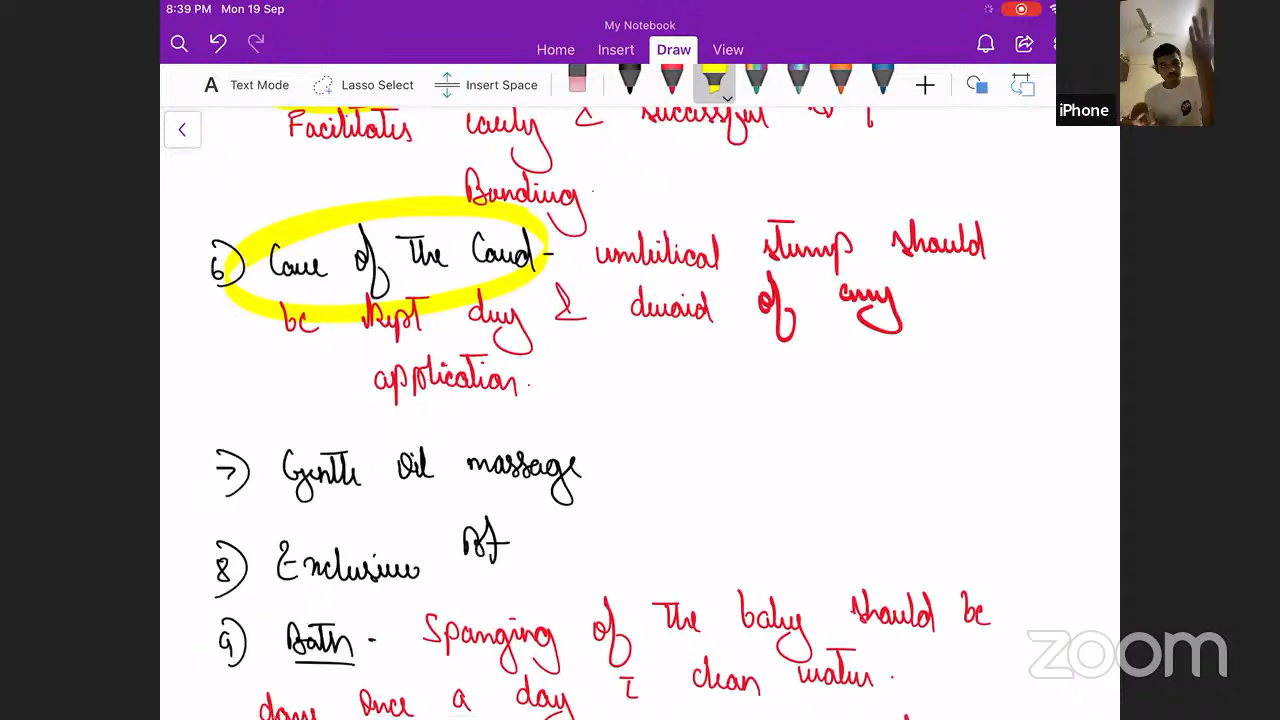 8:39 PM Mon 19 Sep
My Notebook
Home Insert Draw View
iPhone
A Text Mode Lasso Select Insert Space
Facilitates early & successful
Bonding.
6) Care of the Cord - umbilical stump should
be kept dry & devoid of any
application.
7) Gentle Oil massage
8) Exclusive Bf
9) Bath - Sponging of the baby should be
done once a day c clean water.
zoom